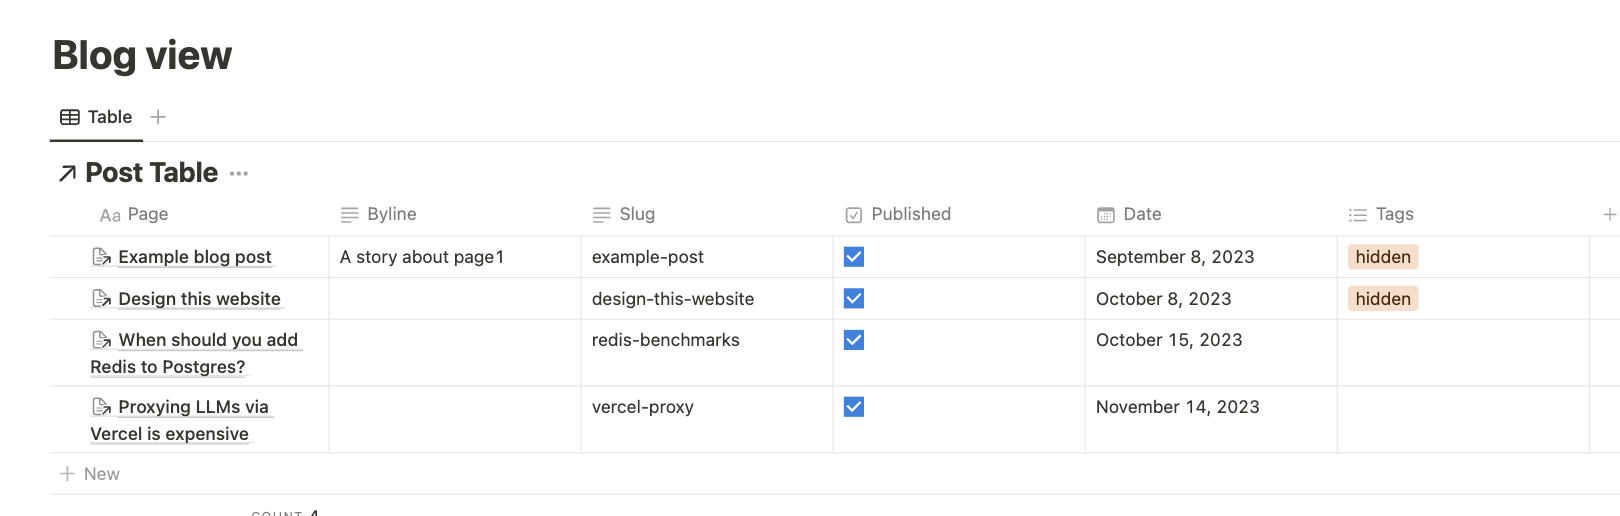 Blog view
Table
Post Table
Aa Page Byline Slug Published Date Tags
Example blog post A story about page1 example-post September 8, 2023 hidden
Design this website design-this-website October 8, 2023 hidden
When should you add redis-benchmarks October 15, 2023
Redis to Postgres?
Proxying LLMs via vercel-proxy November 14, 2023
Vercel is expensive
New
COUNT 4